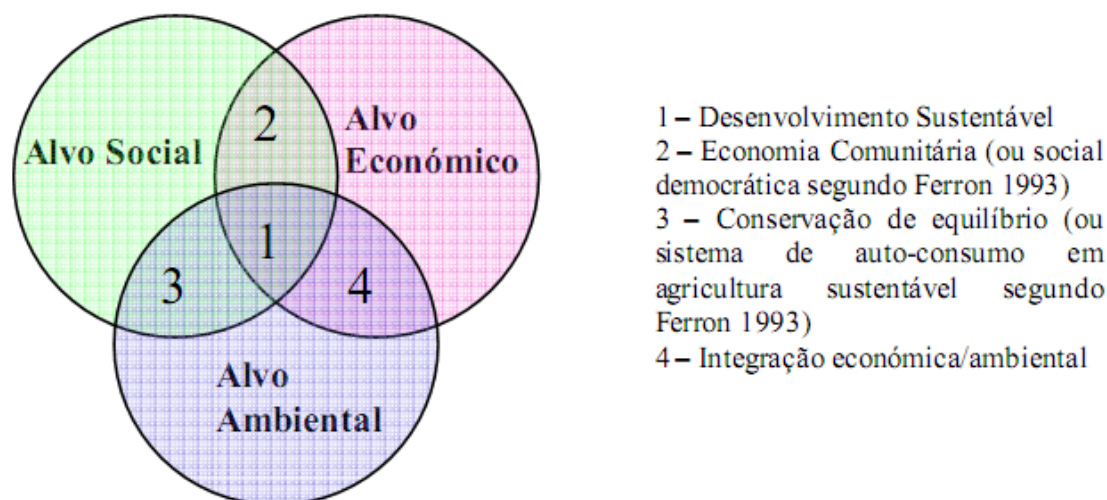 Alvo Social
2
Alvo
Económico
1
3
4
Alvo
Ambiental
1 – Desenvolvimento Sustentável
2 – Economia Comunitária (ou social
democrática segundo Ferron 1993)
3 – Conservação de equilíbrio (ou
sistema de auto-consumo em
agricultura sustentável segundo
Ferron 1993)
4 – Integração económica/ambiental